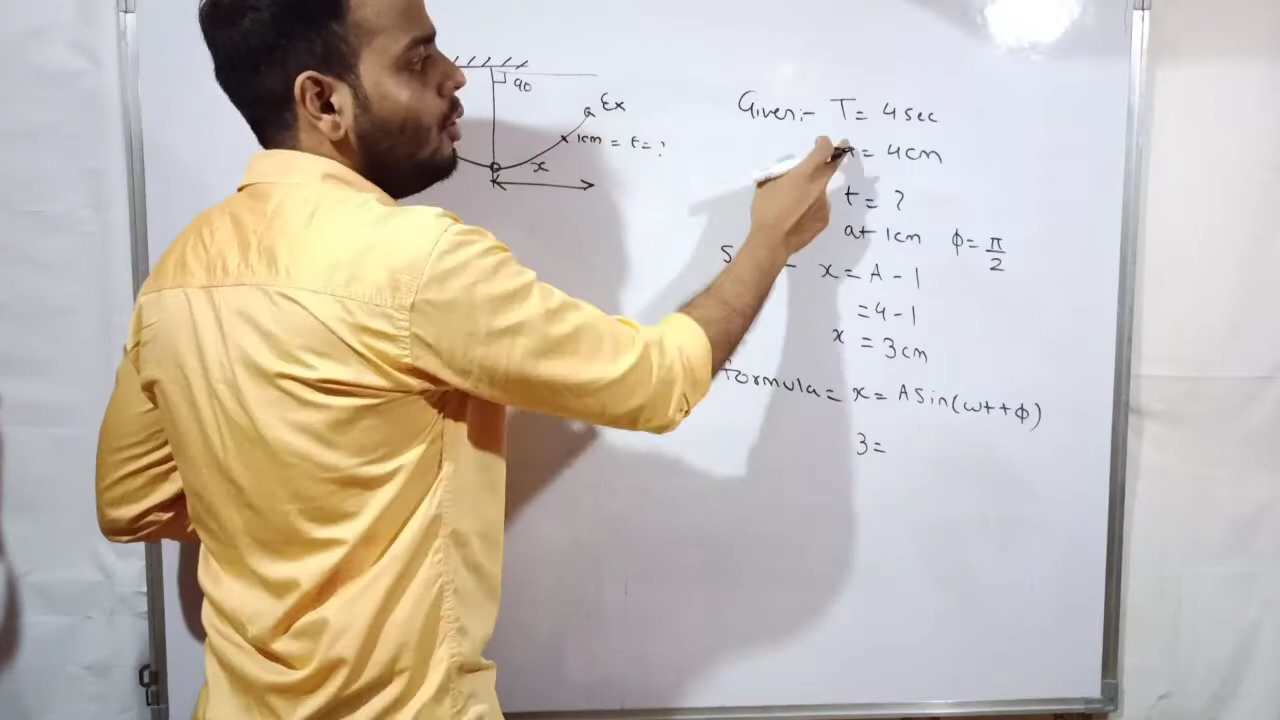 90
a Ex
1cm = t= ?
x
Given:- T= 4sec
= 4cm
t= ?
at 1cm φ= π/2
x = A - 1
= 4 - 1
x = 3cm
formula = x = A Sin(ωt + φ)
3 =